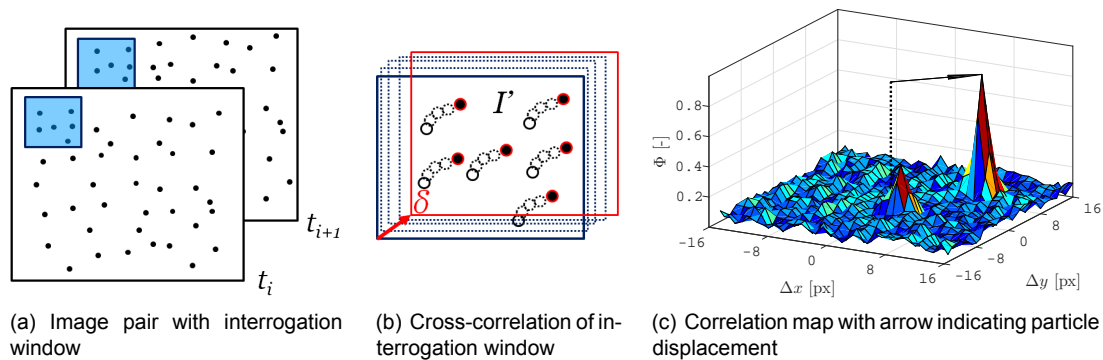 t_{i+1}
t_i
(a) Image pair with interrogation
window
I'
δ
(b) Cross-correlation of in-
terrogation window
0.8
0.6
0.4
0.2
Φ [-]
-16
-8
0
8
16
Δx [px]
-16
-8
0
8
16
Δy [px]
(c) Correlation map with arrow indicating particle
displacement